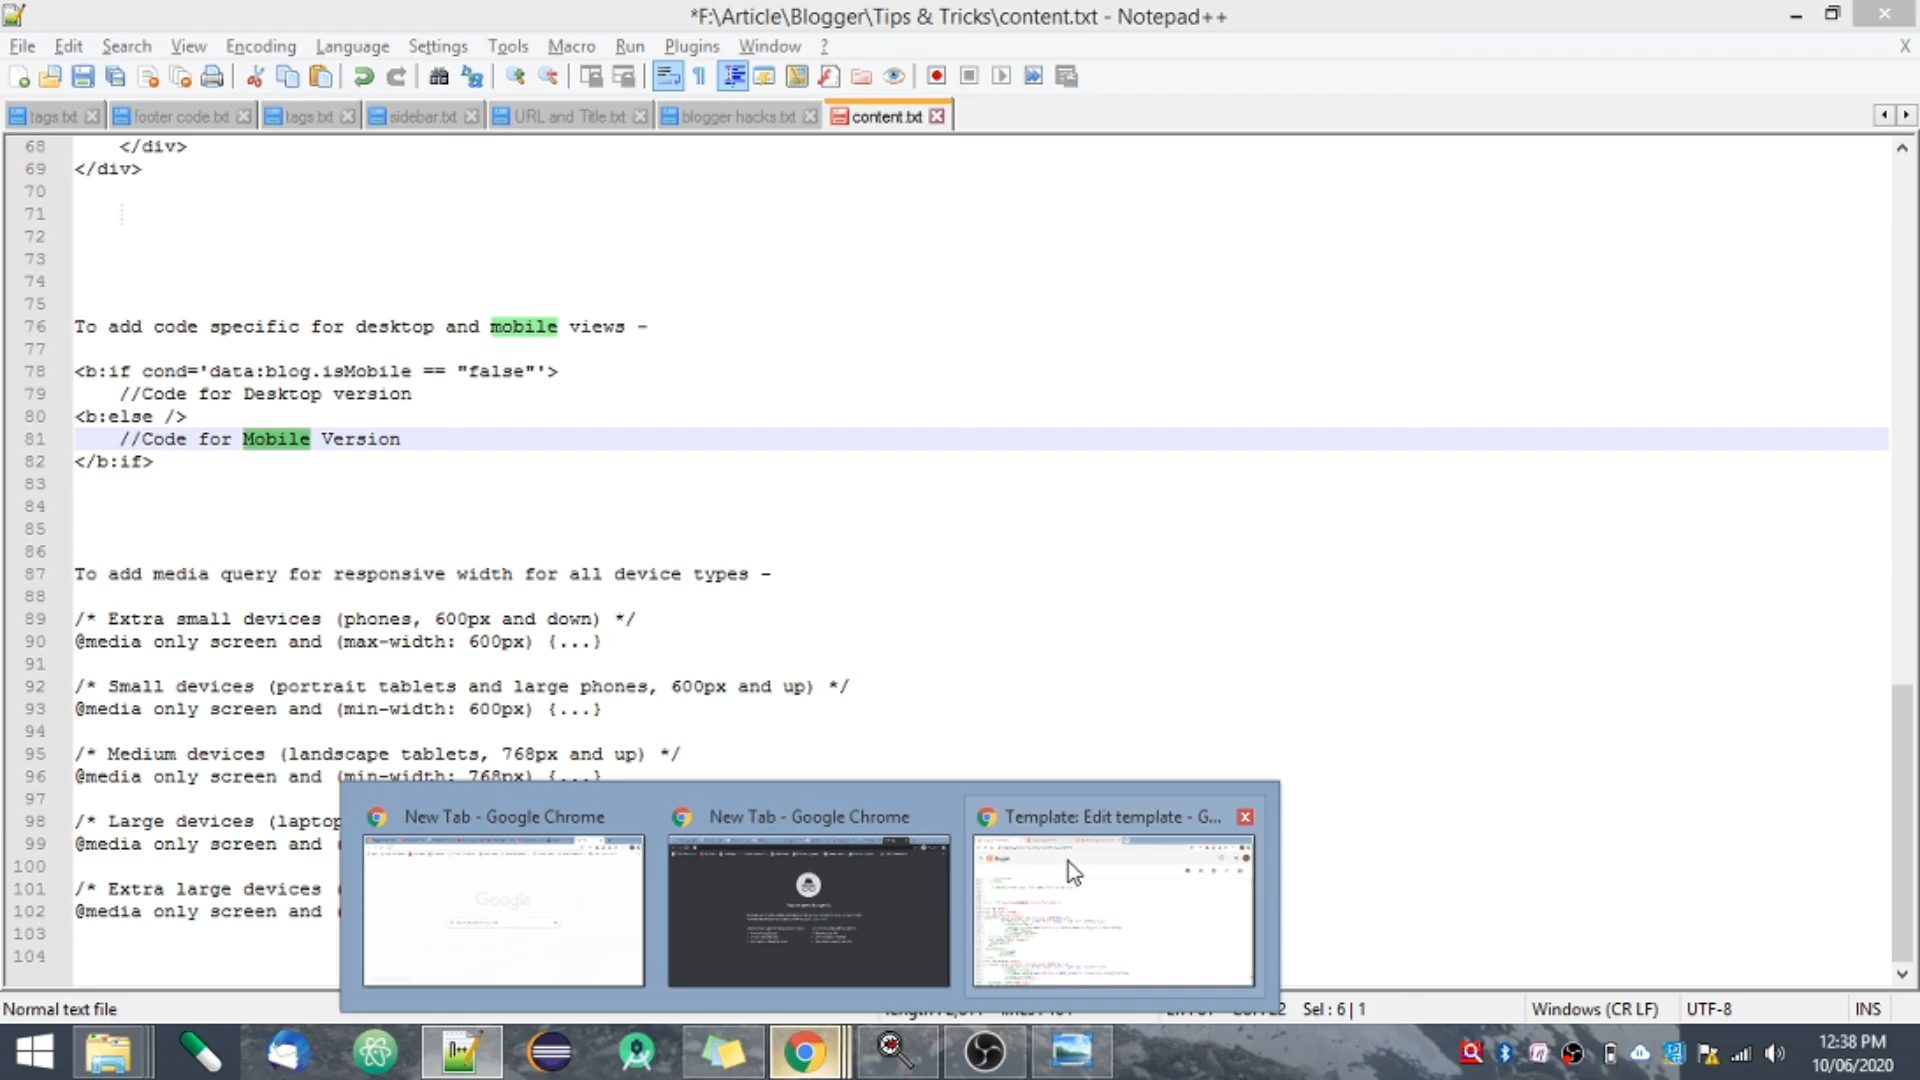 *F:\Article\Blogger\Tips & Tricks\content.txt - Notepad++
File Edit Search View Encoding Language Settings Tools Macro Run Plugins Window ?
X
tags.txt footer code.txt tags.txt sidebar.txt URL and Title.txt blogger hacks.txt content.txt
68 </div>
69 </div>
70
71
72
73
74
75
76 To add code specific for desktop and mobile views -
77
78 <b:if cond='data:blog.isMobile == "false"'>
79 //Code for Desktop version
80 <b:else />
81 //Code for Mobile Version
82 </b:if>
83
84
85
86
87 To add media query for responsive width for all device types -
88
89 /* Extra small devices (phones, 600px and down) */
90 @media only screen and (max-width: 600px) {...}
91
92 /* Small devices (portrait tablets and large phones, 600px and up) */
93 @media only screen and (min-width: 600px) {...}
94
95 /* Medium devices (landscape tablets, 768px and up) */
96 @media only screen and (min-width: 768px) {...}
97
98 /* Large devices (laptop
99 @media only screen and (
100
101 /* Extra large devices (
102 @media only screen and (
103
104
New Tab - Google Chrome
New Tab - Google Chrome
Template: Edit template - G...
Google
Normal text file
Sel : 6 | 1
Windows (CR LF)
UTF-8
INS
12:38 PM
10/06/2020